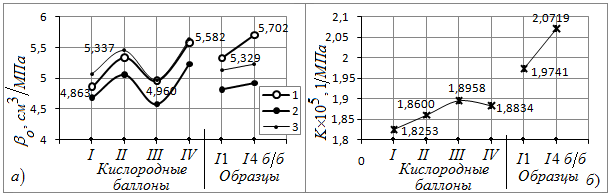 6
5,5
5
4,5
4
β₀, см³/МПа
4,863
5,337
4,960
5,582
5,329
5,702
1
2
3
I II III IV I1 I4 б/б
Кислородные
баллоны
Образцы
а)
2,1
2,05
2
1,95
1,9
1,85
1,8
K×10⁵, 1/МПа
1,8253
1,8600
1,8958
1,8834
1,9741
2,0719
0
I II III IV I1 I4 б/б
Кислородные
баллоны
Образцы
б)